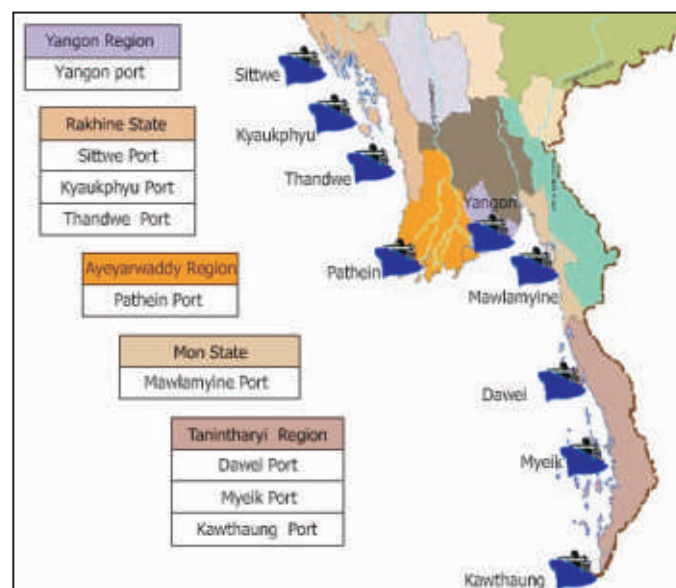 Yangon Region
Yangon port
Rakhine State
Sittwe Port
Kyaukphyu Port
Thandwe Port
Ayeyarwaddy Region
Pathein Port
Mon State
Mawlamyine Port
Tanintharyi Region
Dawei Port
Myeik Port
Kawthaung Port
Sittwe
Kyaukphyu
Thandwe
Yangon
Pathein
Mawlamyine
Dawei
Myeik
Kawthaung